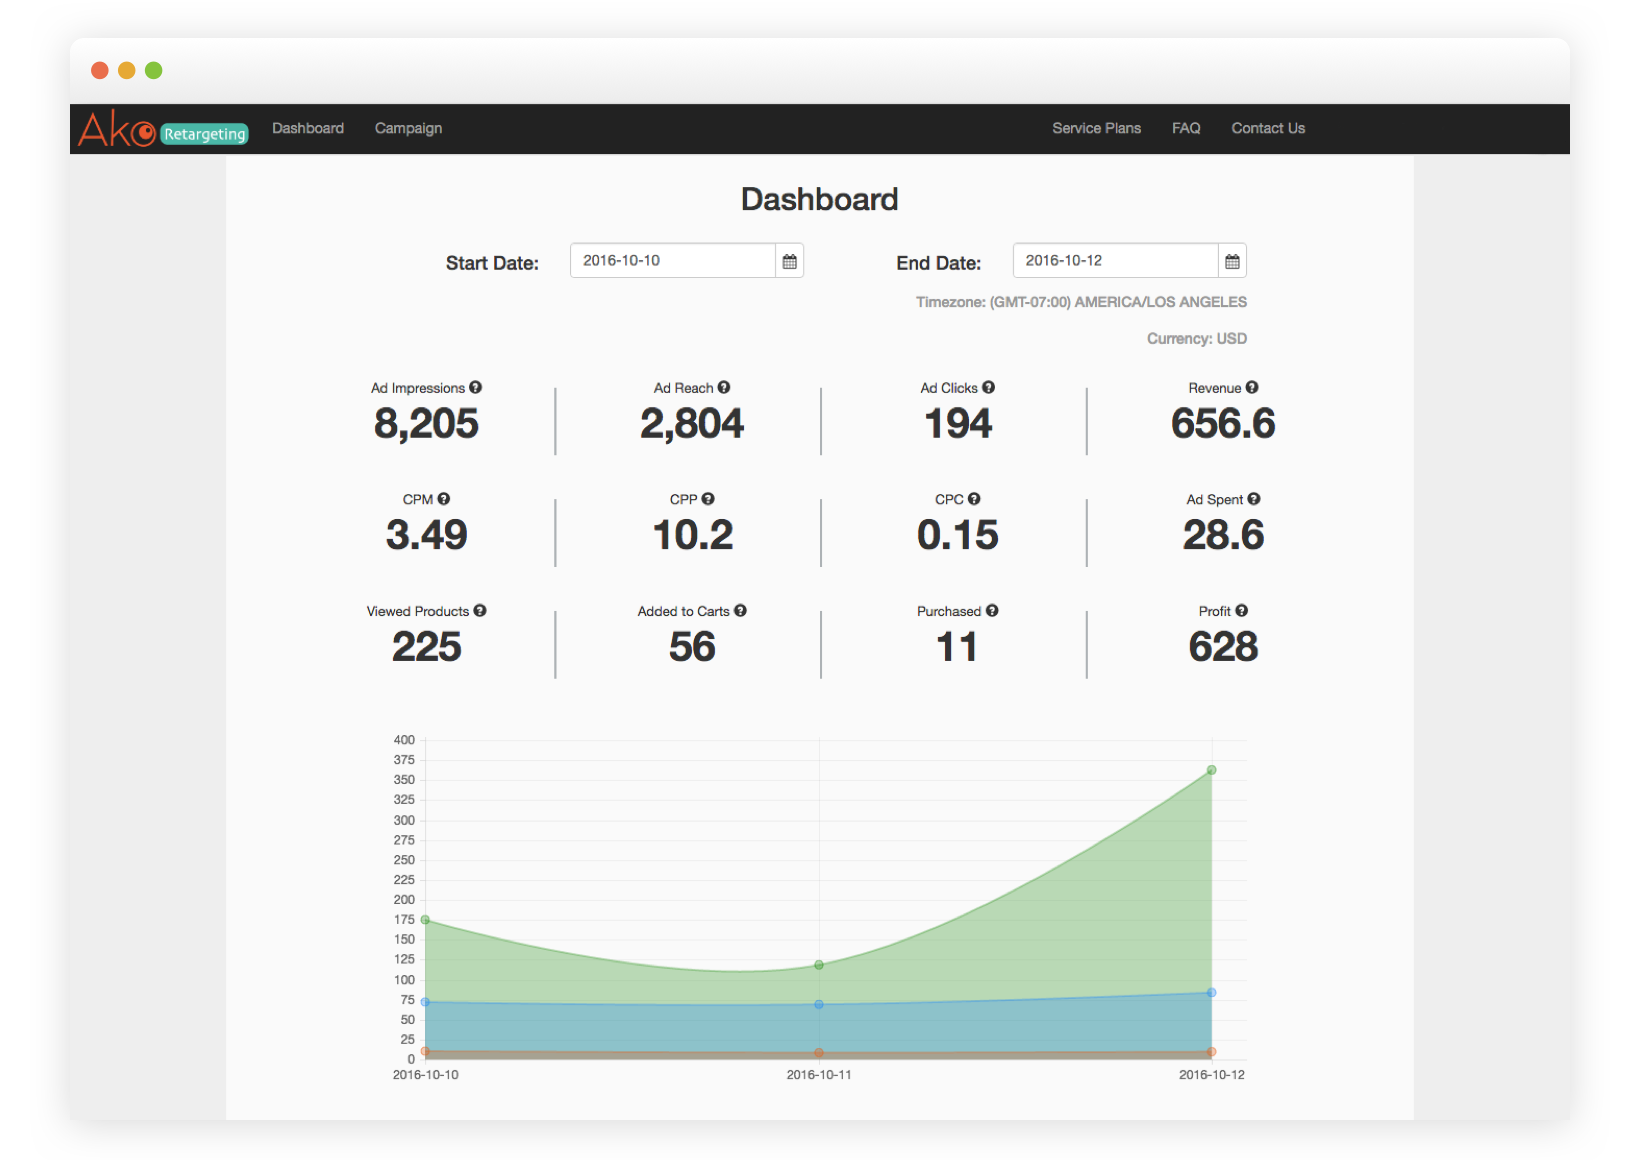 Ako Retargeting Dashboard Campaign Service Plans FAQ Contact Us
Dashboard
Start Date: 2016-10-10 End Date: 2016-10-12
Timezone: (GMT-07:00) AMERICA/LOS ANGELES
Currency: USD
Ad Impressions ? Ad Reach ? Ad Clicks ? Revenue ?
8,205 2,804 194 656.6
CPM ? CPP ? CPC ? Ad Spent ?
3.49 10.2 0.15 28.6
Viewed Products ? Added to Carts ? Purchased ? Profit ?
225 56 11 628
400
375
350
325
300
275
250
225
200
175
150
125
100
75
50
25
0
2016-10-10 2016-10-11 2016-10-12